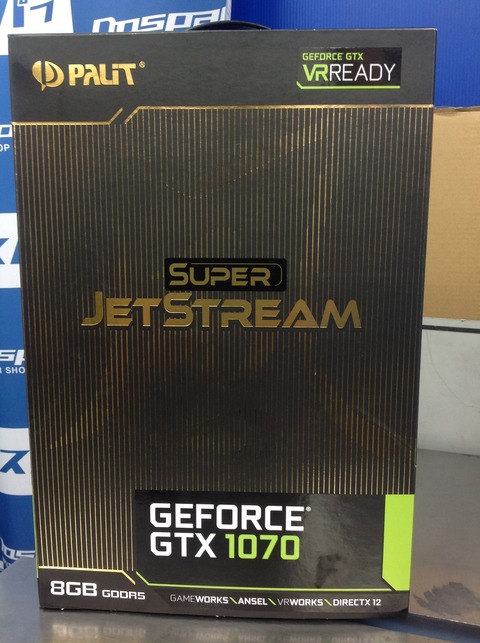 PALIT®
GEFORCE GTX
VRREADY
SUPER
JETSTREAM
GEFORCE®
GTX 1070
8GB GDDR5
GAMEWORKS \ ANSEL \ VRWORKS \ DIRECTX 12